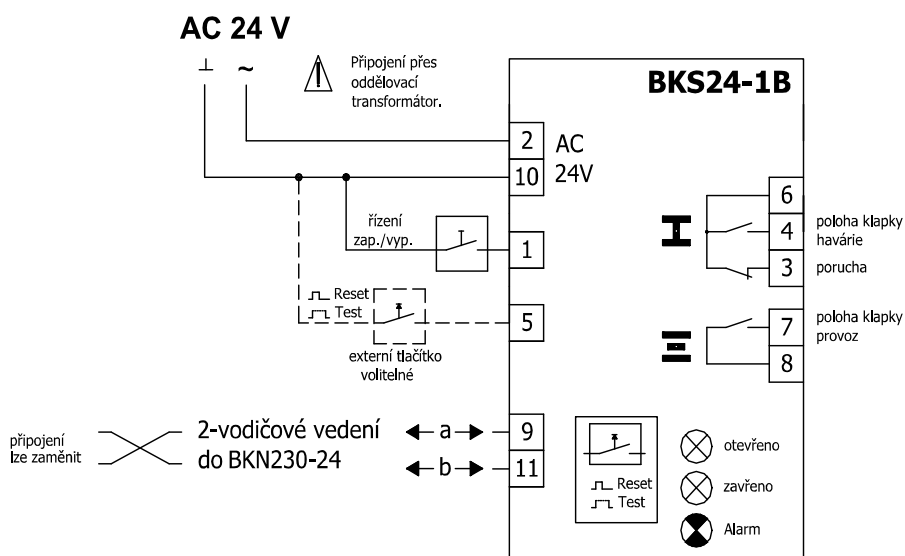 AC 24 V
⊥ ~
Připojení přes
oddělovací
transformátor.
BKS24-1B
2
AC
10
24V
řízení
zap./vyp.
1
Reset
Test
5
externí tlačítko
volitelné
6
4
poloha klapky
havárie
3
porucha
7
poloha klapky
provoz
8
připojení
lze zaměnit
2-vodičové vedení
a
9
do BKN230-24
b
11
Reset
Test
otevřeno
zavřeno
Alarm